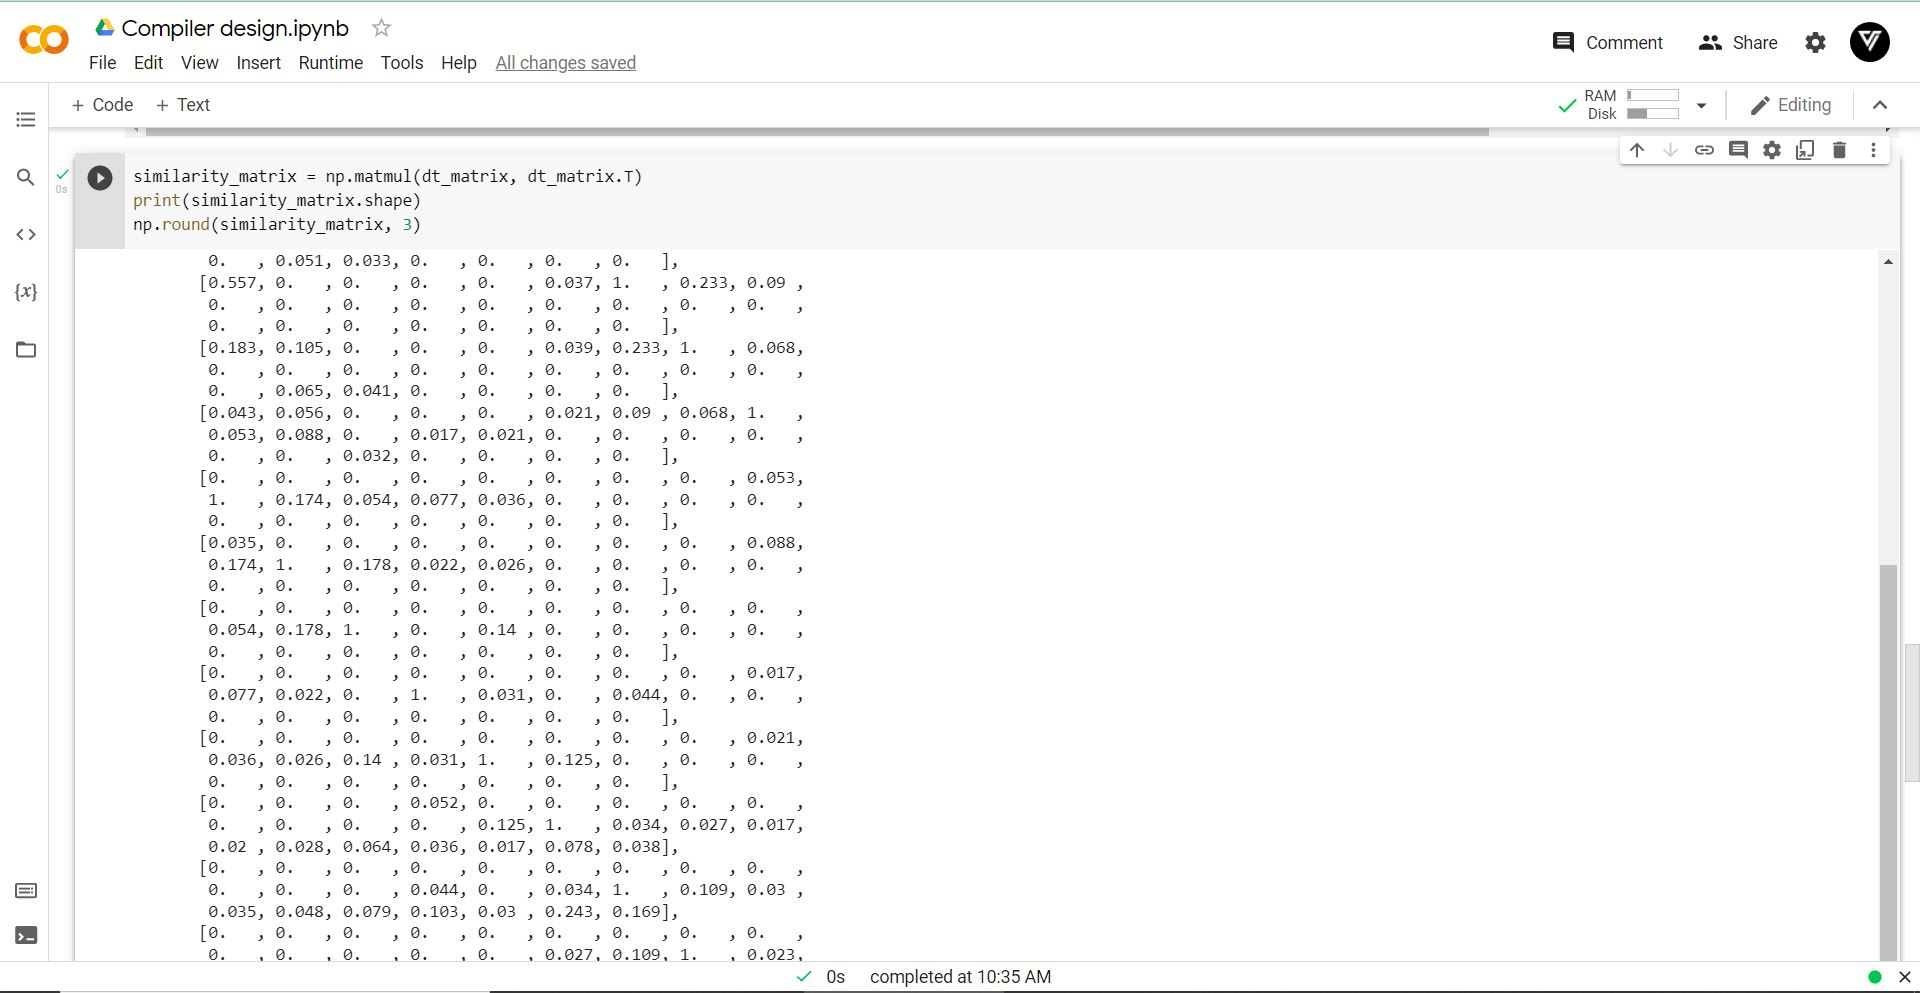 Compiler design.ipynb
File Edit View Insert Runtime Tools Help All changes saved
Comment Share
+ Code + Text
RAM
Disk
Editing
0s
similarity_matrix = np.matmul(dt_matrix, dt_matrix.T)
print(similarity_matrix.shape)
np.round(similarity_matrix, 3)
{x}
0.   , 0.051, 0.033, 0.   , 0.   , 0.   , 0.   ],
[0.557, 0.   , 0.   , 0.   , 0.   , 0.037, 1.   , 0.233, 0.09 ,
0.   , 0.   , 0.   , 0.   , 0.   , 0.   , 0.   , 0.   , 0.   ,
0.   , 0.   , 0.   , 0.   , 0.   , 0.   , 0.   ],
[0.183, 0.105, 0.   , 0.   , 0.   , 0.039, 0.233, 1.   , 0.068,
0.   , 0.   , 0.   , 0.   , 0.   , 0.   , 0.   , 0.   , 0.   ,
0.   , 0.065, 0.041, 0.   , 0.   , 0.   , 0.   ],
[0.043, 0.056, 0.   , 0.   , 0.   , 0.021, 0.09 , 0.068, 1.   ,
0.053, 0.088, 0.   , 0.017, 0.021, 0.   , 0.   , 0.   , 0.   ,
0.   , 0.   , 0.032, 0.   , 0.   , 0.   , 0.   ],
[0.   , 0.   , 0.   , 0.   , 0.   , 0.   , 0.   , 0.   , 0.053,
1.   , 0.174, 0.054, 0.077, 0.036, 0.   , 0.   , 0.   , 0.   ,
0.   , 0.   , 0.   , 0.   , 0.   , 0.   , 0.   ],
[0.035, 0.   , 0.   , 0.   , 0.   , 0.   , 0.   , 0.   , 0.088,
0.174, 1.   , 0.178, 0.022, 0.026, 0.   , 0.   , 0.   , 0.   ,
0.   , 0.   , 0.   , 0.   , 0.   , 0.   , 0.   ],
[0.   , 0.   , 0.   , 0.   , 0.   , 0.   , 0.   , 0.   , 0.   ,
0.054, 0.178, 1.   , 0.   , 0.14 , 0.   , 0.   , 0.   , 0.   ,
0.   , 0.   , 0.   , 0.   , 0.   , 0.   , 0.   ],
[0.   , 0.   , 0.   , 0.   , 0.   , 0.   , 0.   , 0.   , 0.017,
0.077, 0.022, 0.   , 1.   , 0.031, 0.   , 0.044, 0.   , 0.   ,
0.   , 0.   , 0.   , 0.   , 0.   , 0.   , 0.   ],
[0.   , 0.   , 0.   , 0.   , 0.   , 0.   , 0.   , 0.   , 0.021,
0.036, 0.026, 0.14 , 0.031, 1.   , 0.125, 0.   , 0.   , 0.   ,
0.   , 0.   , 0.   , 0.   , 0.   , 0.   , 0.   ],
[0.   , 0.   , 0.   , 0.052, 0.   , 0.   , 0.   , 0.   , 0.   ,
0.   , 0.   , 0.   , 0.   , 0.125, 1.   , 0.034, 0.027, 0.017,
0.02 , 0.028, 0.064, 0.036, 0.017, 0.078, 0.038],
[0.   , 0.   , 0.   , 0.   , 0.   , 0.   , 0.   , 0.   , 0.   ,
0.   , 0.   , 0.   , 0.044, 0.   , 0.034, 1.   , 0.109, 0.03 ,
0.035, 0.048, 0.079, 0.103, 0.03 , 0.243, 0.169],
[0.   , 0.   , 0.   , 0.   , 0.   , 0.   , 0.   , 0.   , 0.   ,
0.   , 0.   , 0.   , 0.   , 0.   , 0.027, 0.109, 1.   , 0.023,
0s completed at 10:35 AM